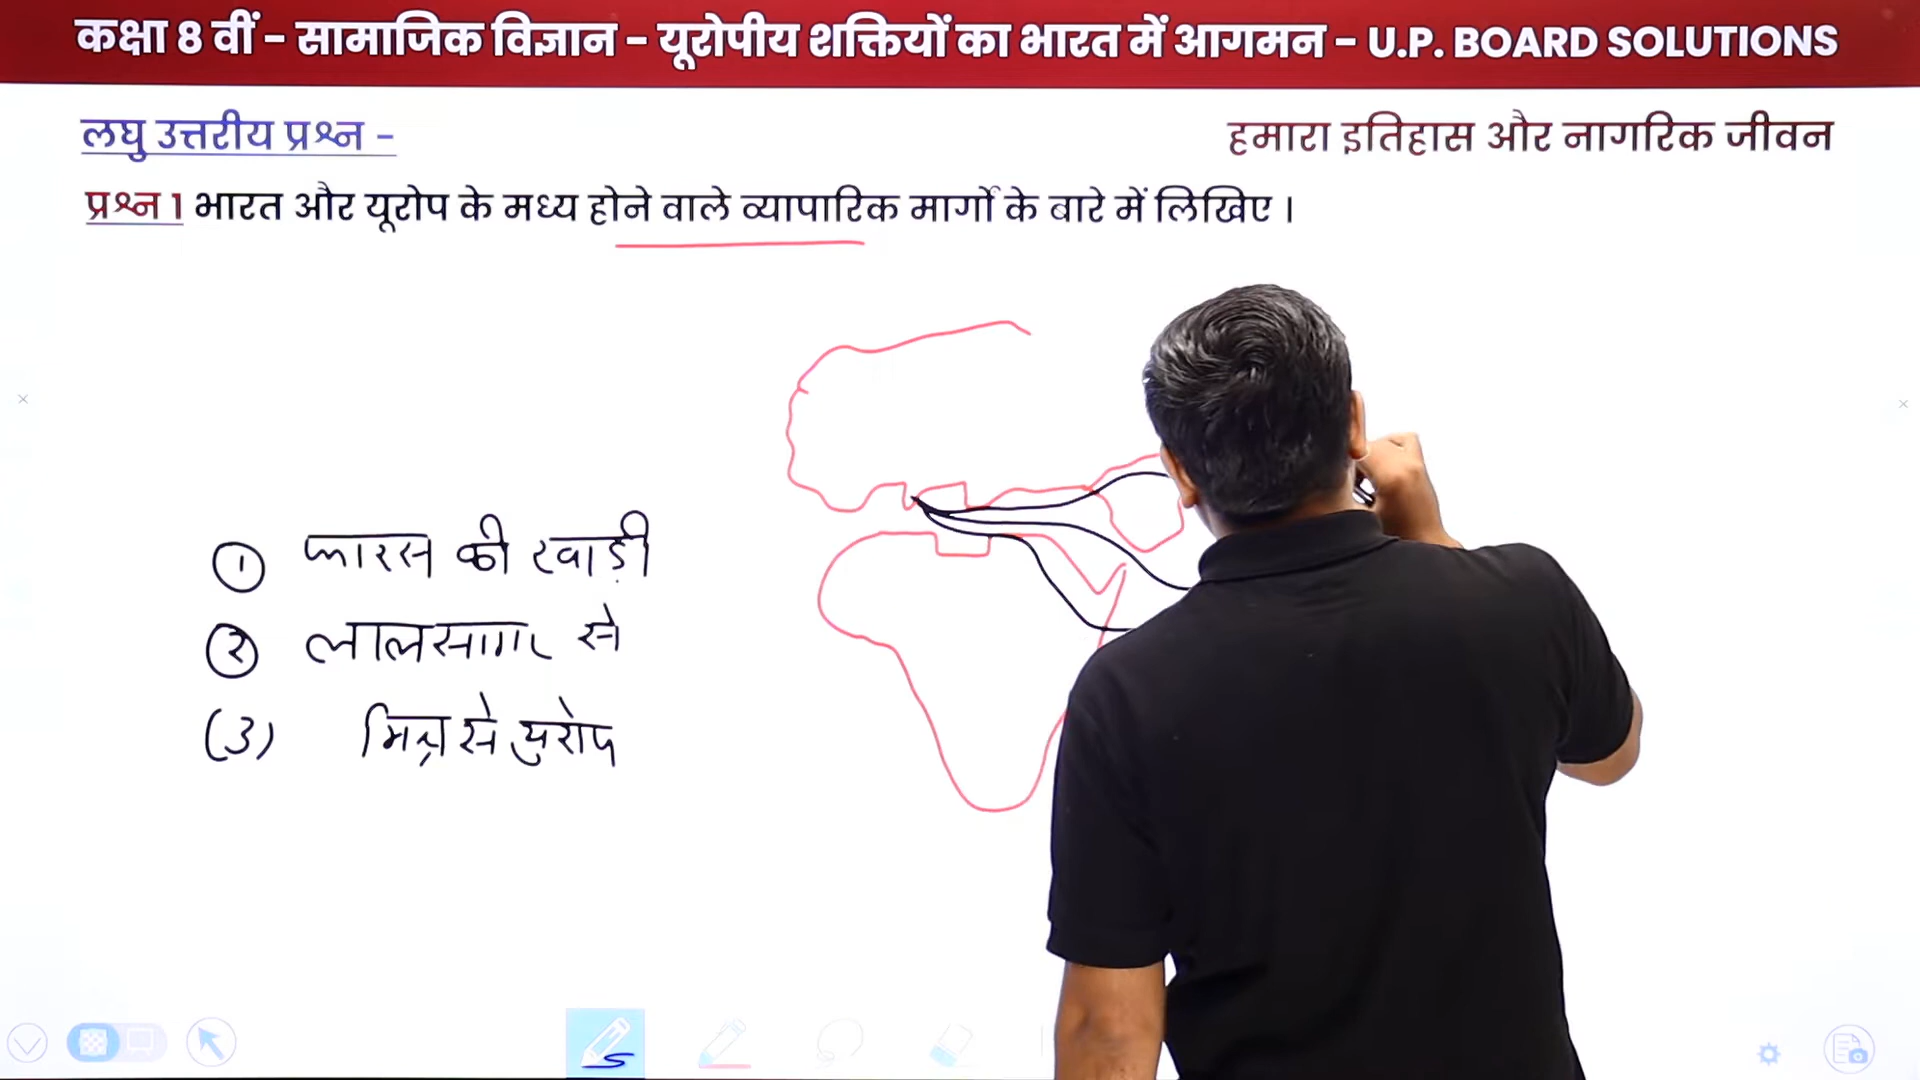 कक्षा 8 वीं - सामाजिक विज्ञान - यूरोपीय शक्तियों का भारत में आगमन - U.P. BOARD SOLUTIONS
लघु उत्तरीय प्रश्न -
हमारा इतिहास और नागरिक जीवन
प्रश्न 1 भारत और यूरोप के मध्य होने वाले व्यापारिक मार्गों के बारे में लिखिए ।
① फारस की खाड़ी
② लालसागर से
(3) मिस्र से युरोप